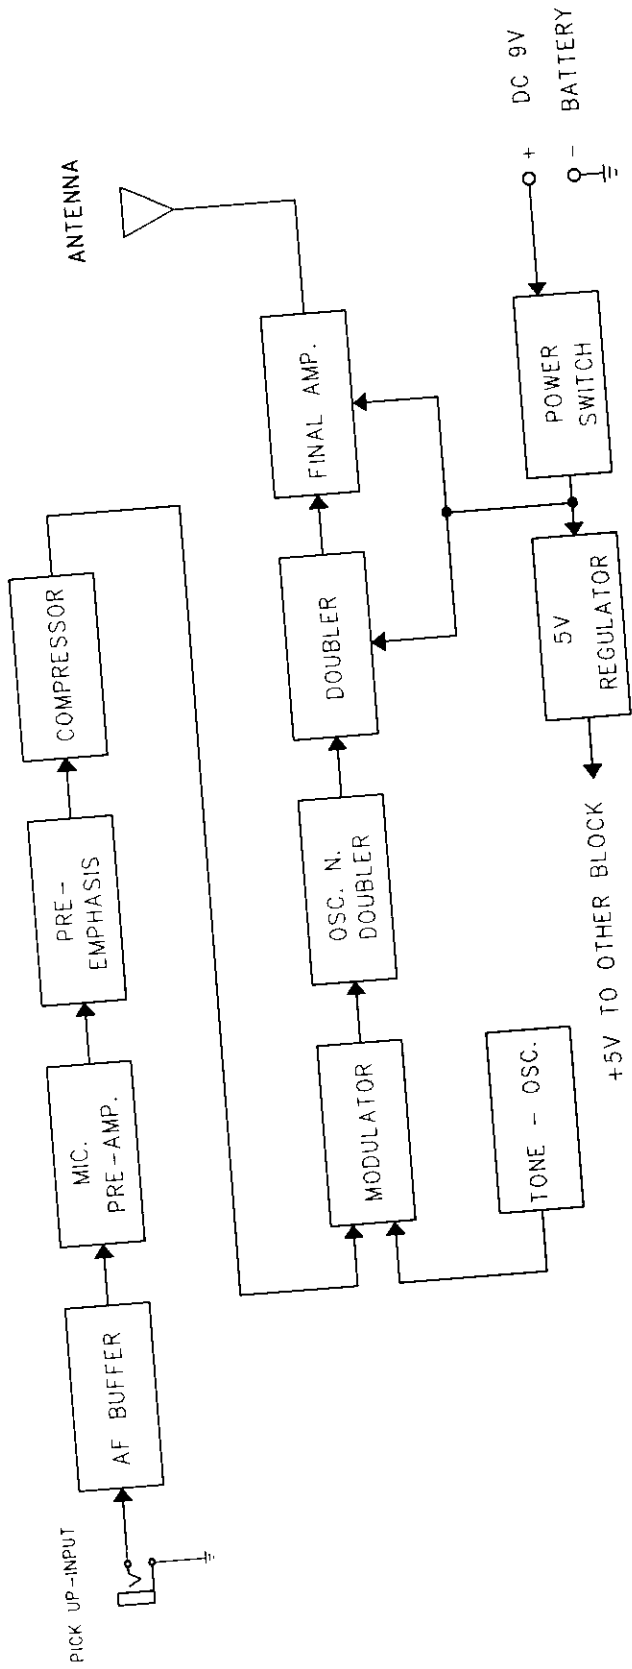 PICK UP-INPUT
AF BUFFER
MIC.
PRE-AMP.
PRE-
EMPHASIS
COMPRESSOR
MODULATOR
OSC. N.
DOUBLER
DOUBLER
FINAL AMP.
ANTENNA
TONE - OSC.
+5V TO OTHER BLOCK
5V
REGULATOR
POWER
SWITCH
+ DC 9V
- BATTERY